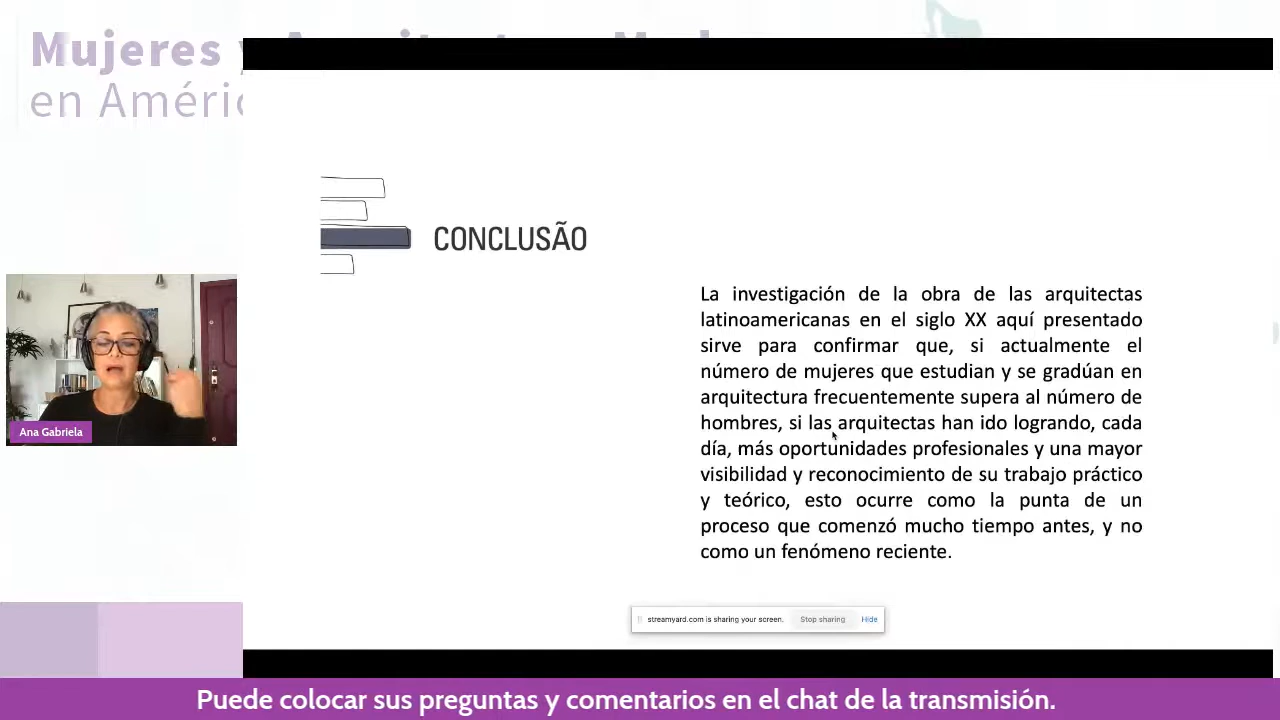 Mujeres y
en Améric
CONCLUSÃO
La investigación de la obra de las arquitectas
latinoamericanas en el siglo XX aquí presentado
sirve para confirmar que, si actualmente el
número de mujeres que estudian y se gradúan en
arquitectura frecuentemente supera al número de
hombres, si las arquitectas han ido logrando, cada
día, más oportunidades profesionales y una mayor
visibilidad y reconocimiento de su trabajo práctico
y teórico, esto ocurre como la punta de un
proceso que comenzó mucho tiempo antes, y no
como un fenómeno reciente.
Ana Gabriela
streamyard.com is sharing your screen. Stop sharing Hide
Puede colocar sus preguntas y comentarios en el chat de la transmisión.